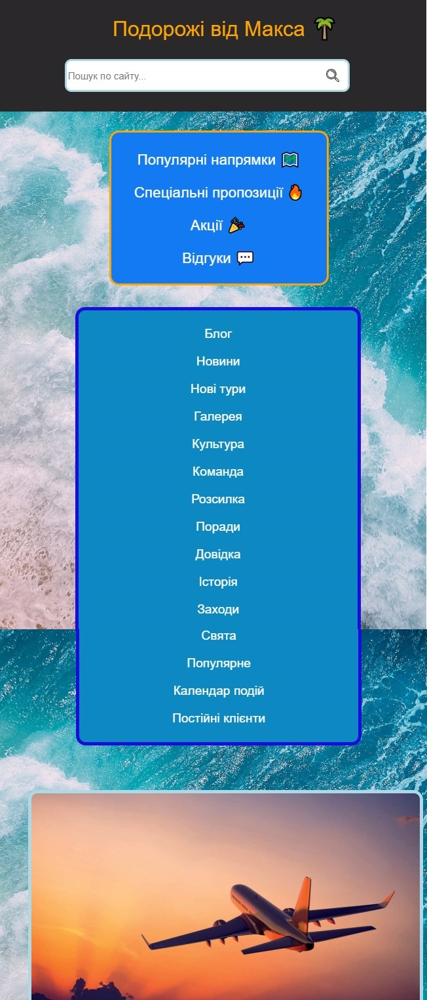 Подорожі від Макса 🌴
Пошук по сайту...
Популярні напрямки 🗺️
Спеціальні пропозиції 🔥
Акції 🎉
Відгуки 💬
Блог
Новини
Нові тури
Галерея
Культура
Команда
Розсилка
Поради
Довідка
Історія
Заходи
Свята
Популярне
Календар подій
Постійні клієнти